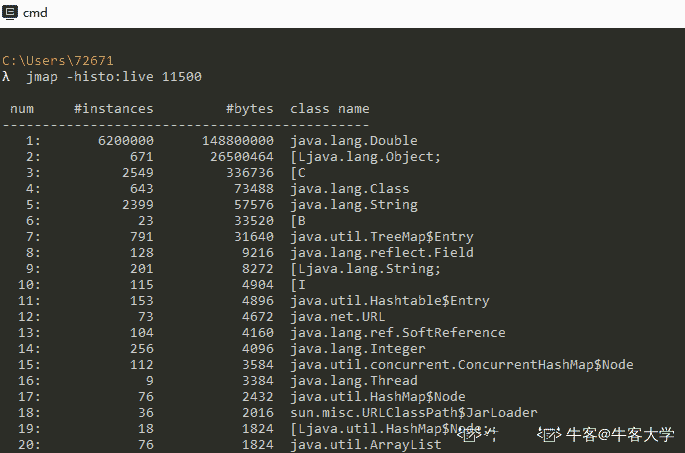 cmd
C:\Users\72671
λ jmap -histo:live 11500
num #instances #bytes class name
----------------------------------------------
1: 6200000 148800000 java.lang.Double
2: 671 26500464 [Ljava.lang.Object;
3: 2549 336736 [C
4: 643 73488 java.lang.Class
5: 2399 57576 java.lang.String
6: 23 33520 [B
7: 791 31640 java.util.TreeMap$Entry
8: 128 9216 java.lang.reflect.Field
9: 201 8272 [Ljava.lang.String;
10: 115 4904 [I
11: 153 4896 java.util.Hashtable$Entry
12: 73 4672 java.net.URL
13: 104 4160 java.lang.ref.SoftReference
14: 256 4096 java.lang.Integer
15: 112 3584 java.util.concurrent.ConcurrentHashMap$Node
16: 9 3384 java.lang.Thread
17: 76 2432 java.util.HashMap$Node
18: 36 2016 sun.misc.URLClassPath$JarLoader
19: 18 1824 [Ljava.util.HashMap$Node;
20: 76 1824 java.util.ArrayList
牛客@牛客大学